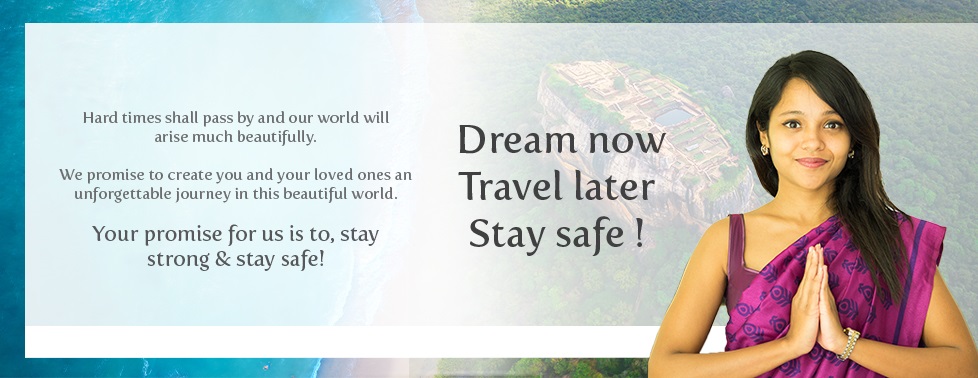 Hard times shall pass by and our world will
arise much beautifully.
We promise to create you and your loved ones an
unforgettable journey in this beautiful world.
Your promise for us is to, stay
strong & stay safe!
Dream now
Travel later
Stay safe !